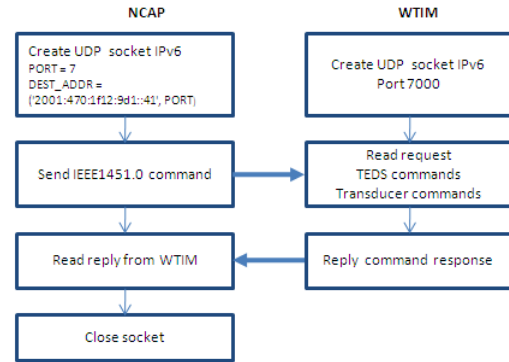 NCAP
WTIM
Create UDP socket IPv6
PORT = 7
DEST_ADDR =
('2001:470:1f12:9d1::41', PORT)
Create UDP socket IPv6
Port 7000
Send IEEE1451.0 command
Read request
TEDS commands
Transducer commands
Read reply from WTIM
Reply command response
Close socket